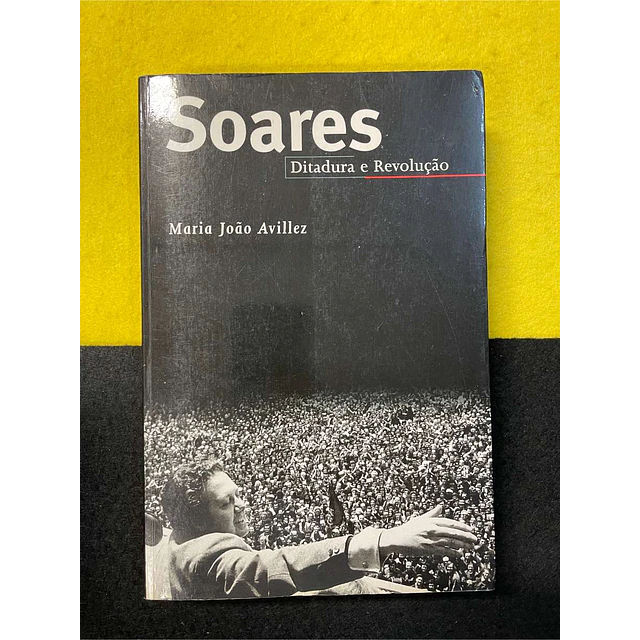 Soares
Ditadura e Revolução
Maria João Avillez